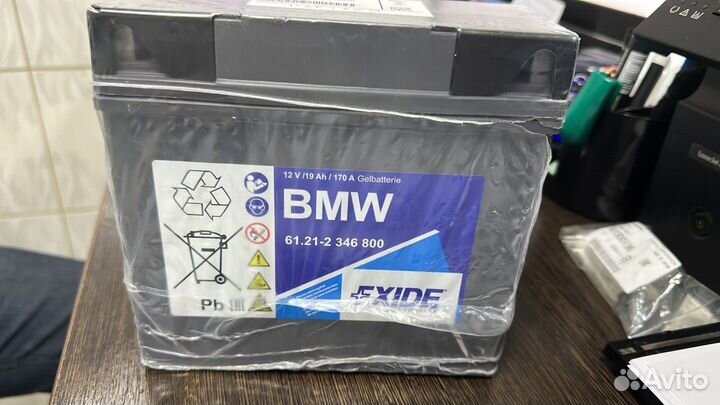 12 V /19 Ah / 170 A Gelbatterie
BMW
61.21-2 346 800
EXIDE
Pb
Avito